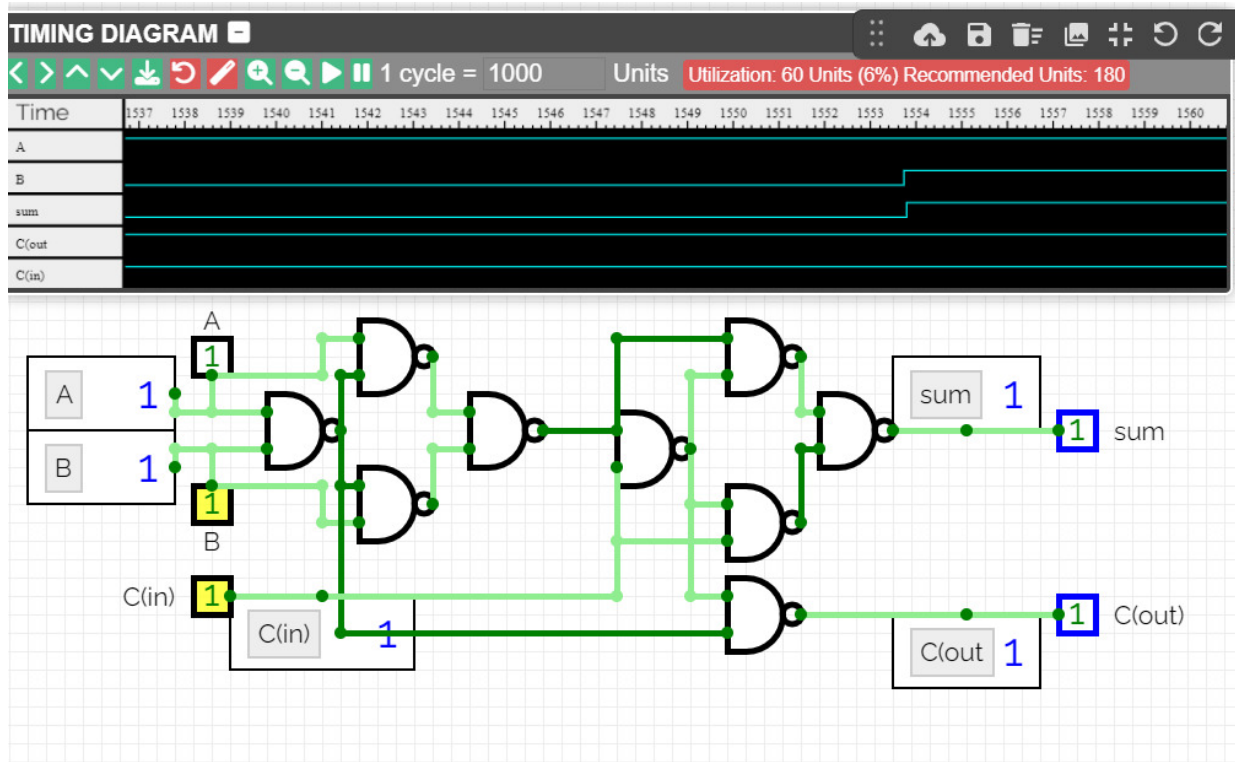 TIMING DIAGRAM
1 cycle = 1000 Units Utilization: 60 Units (6%) Recommended Units: 180
Time 1537 1538 1539 1540 1541 1542 1543 1544 1545 1546 1547 1548 1549 1550 1551 1552 1553 1554 1555 1556 1557 1558 1559 1560
A
B
sum
C(out
C(in)
A
1
A 1
sum 1
1 sum
B 1
1
B
C(in) 1
C(in) 1
1 C(out)
C(out 1